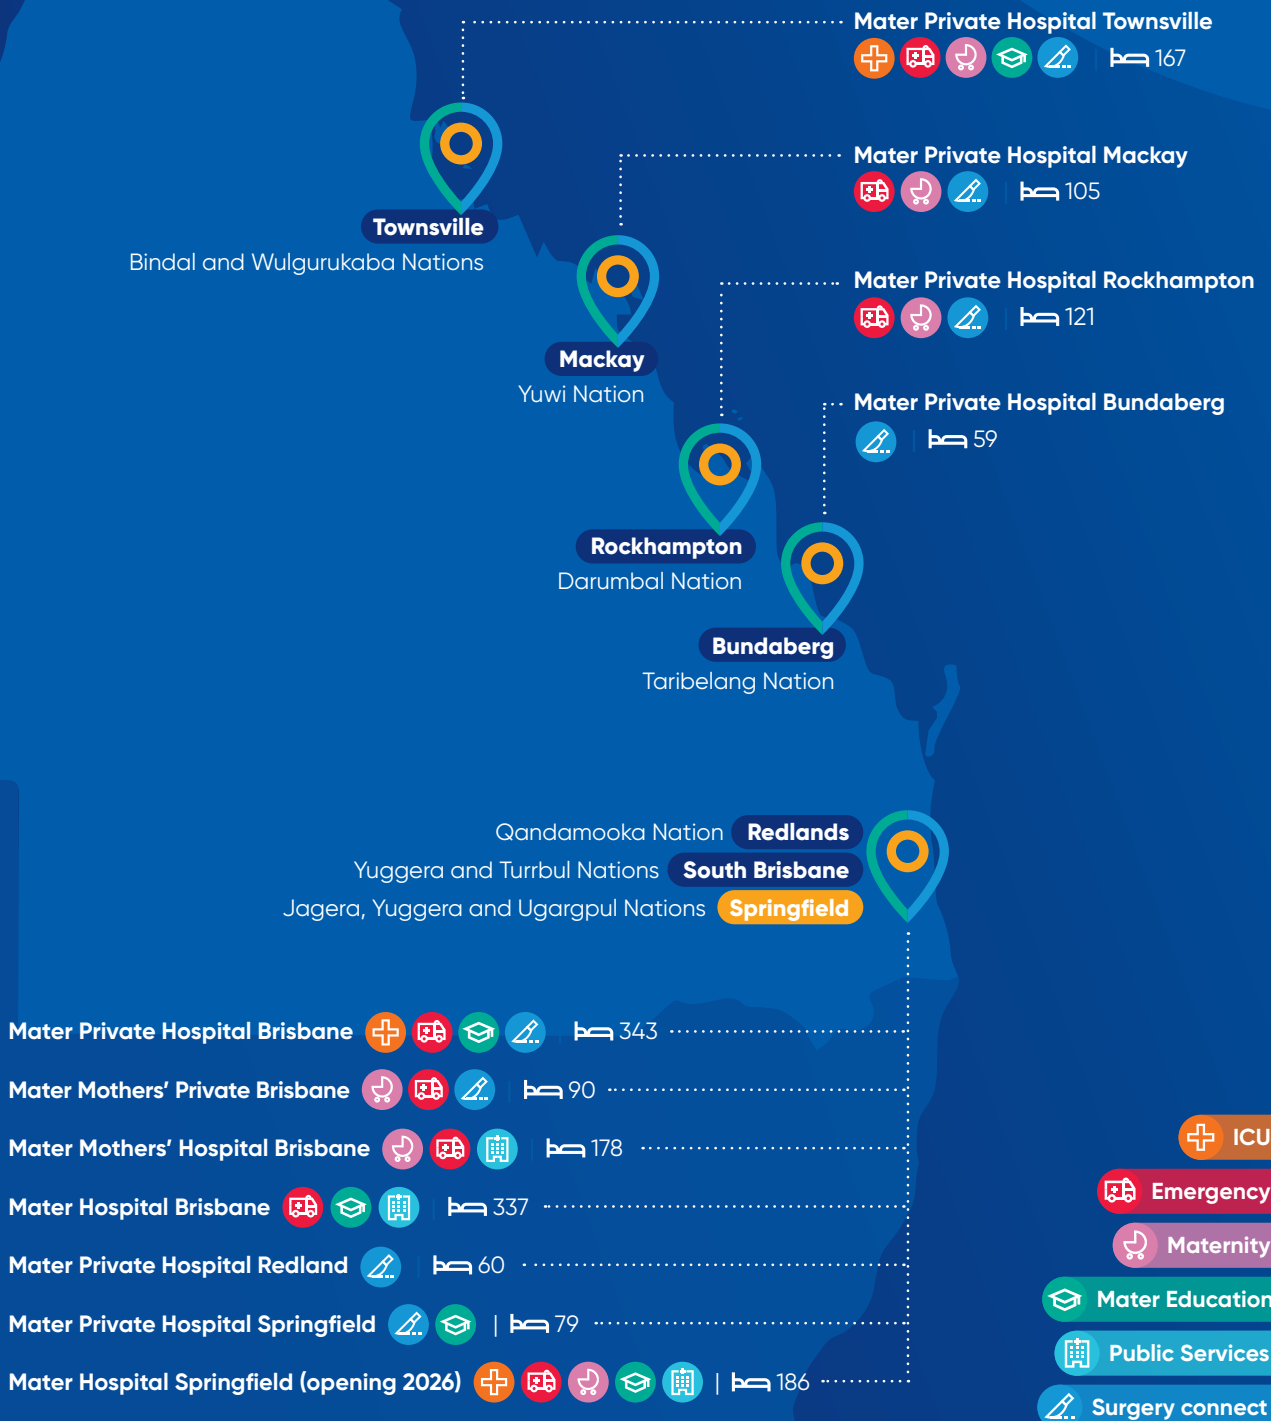 Mater Private Hospital Townsville
167
Mater Private Hospital Mackay
105
Mater Private Hospital Rockhampton
121
Mater Private Hospital Bundaberg
59
Townsville
Bindal and Wulgurukaba Nations
Mackay
Yuwi Nation
Rockhampton
Darumbal Nation
Bundaberg
Taribelang Nation
Qandamooka Nation Redlands
Yuggera and Turrbul Nations South Brisbane
Jagera, Yuggera and Ugargpul Nations Springfield
Mater Private Hospital Brisbane 343
Mater Mothers’ Private Brisbane | 90
Mater Mothers’ Hospital Brisbane | 178
Mater Hospital Brisbane | 337
Mater Private Hospital Redland | 60
Mater Private Hospital Springfield | 79
Mater Hospital Springfield (opening 2026) | 186
ICU
Emergency
Maternity
Mater Education
Public Services
Surgery connect